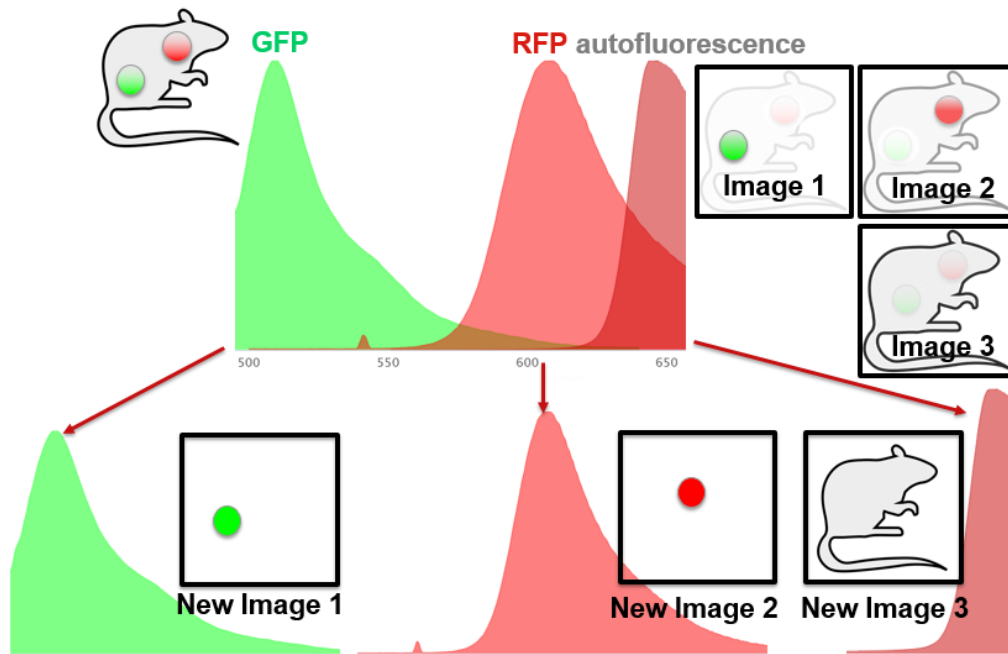 GFP
RFP autofluorescence
Image 1
Image 2
Image 3
500
550
600
650
New Image 1
New Image 2
New Image 3